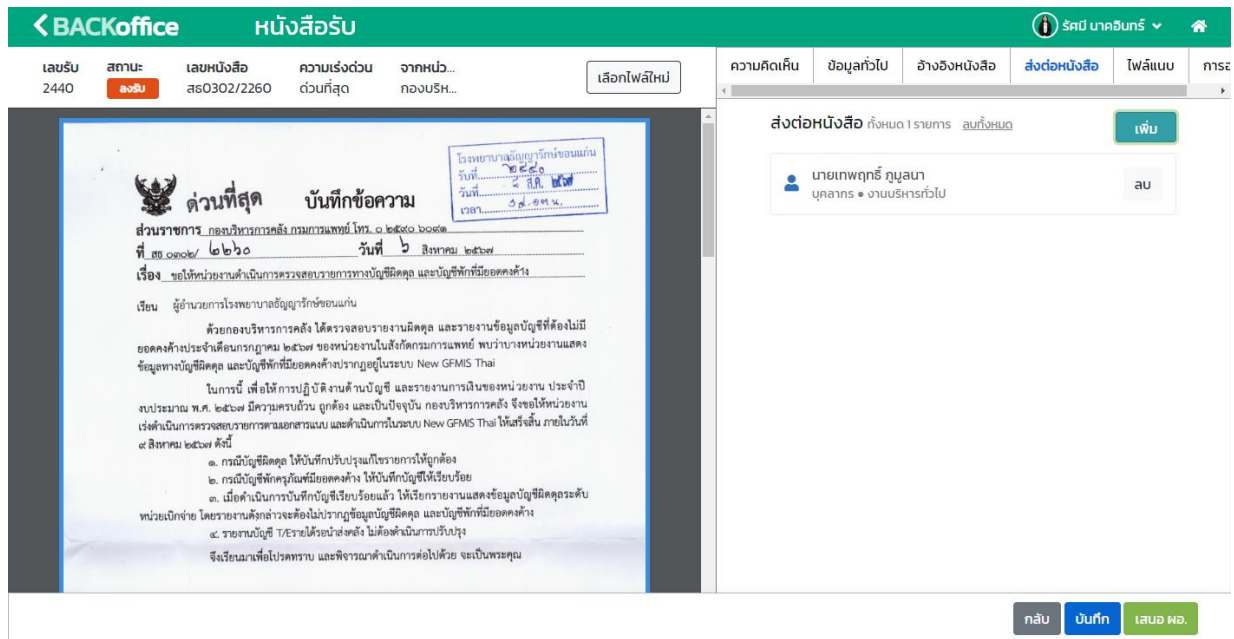 BACKoffice
หนังสือรับ
รัศมี นาคอินทร์
เลขรับ สถานะ เลขหนังสือ ความเร่งด่วน จากหน่ว...
2440 ลงรับ สธ0302/2260 ด่วนที่สุด กองบริห...
เลือกไฟล์ใหม่
ความคิดเห็น ข้อมูลทั่วไป อ้างอิงหนังสือ ส่งต่อหนังสือ ไฟล์แนบ การอ
ส่งต่อหนังสือ ทั้งหมด 1 รายการ ลบทั้งหมด
เพิ่ม
นายเทพฤทธิ์ ภูมูลนา
บุคลากร • งานบริหารทั่วไป
ลบ
โรงพยาบาลธัญญารักษ์ขอนแก่น
รับที่ ๒๔๔๐
วันที่ ๘ ส.ค. ๒๕๖๗
เวลา น.
ด่วนที่สุด บันทึกข้อความ
ส่วนราชการ กองบริหารการคลัง กรมการแพทย์ โทร. ๐ ๒๕๙๐ ๖๐๙๑
ที่ สธ ๐๓๐๒/ ๒๒๖๐ วันที่ ๖ สิงหาคม ๒๕๖๗
เรื่อง ขอให้หน่วยงานดำเนินการตรวจสอบรายการทางบัญชีผิดดุล และบัญชีพักที่มียอดคงค้าง
เรียน ผู้อำนวยการโรงพยาบาลธัญญารักษ์ขอนแก่น
ด้วยกองบริหารการคลัง ได้ตรวจสอบรายงานผิดดุล และรายงานข้อมูลบัญชีที่ต้องไม่มี
ยอดคงค้างประจำเดือนกรกฎาคม ๒๕๖๗ ของหน่วยงานในสังกัดกรมการแพทย์ พบว่าบางหน่วยงานแสดง
ข้อมูลทางบัญชีผิดดุล และบัญชีพักที่มียอดคงค้างปรากฏอยู่ในระบบ New GFMIS Thai
ในการนี้ เพื่อให้การปฏิบัติงานด้านบัญชี และรายงานการเงินของหน่วยงาน ประจำปี
งบประมาณ พ.ศ. ๒๕๖๗ มีความครบถ้วน ถูกต้อง และเป็นปัจจุบัน กองบริหารการคลัง จึงขอให้หน่วยงาน
เร่งดำเนินการตรวจสอบรายการตามเอกสารแนบ และดำเนินการในระบบ New GFMIS Thai ให้เสร็จสิ้น ภายในวันที่
๙ สิงหาคม ๒๕๖๗ ดังนี้
๑. กรณีบัญชีผิดดุล ให้บันทึกปรับปรุงแก้ไขรายการให้ถูกต้อง
๒. กรณีบัญชีพักครุภัณฑ์มียอดคงค้าง ให้บันทึกบัญชีให้เรียบร้อย
๓. เมื่อดำเนินการบันทึกบัญชีเรียบร้อยแล้ว ให้เรียกรายงานแสดงข้อมูลบัญชีผิดดุลระดับ
หน่วยเบิกจ่าย โดยรายงานดังกล่าวจะต้องไม่ปรากฏข้อมูลบัญชีผิดดุล และบัญชีพักที่มียอดคงค้าง
๔. รายงานบัญชี T/Eรายได้รอนำส่งคลัง ไม่ต้องดำเนินการปรับปรุง
จึงเรียนมาเพื่อโปรดทราบ และพิจารณาดำเนินการต่อไปด้วย จะเป็นพระคุณ
กลับ บันทึก เสนอ ผอ.